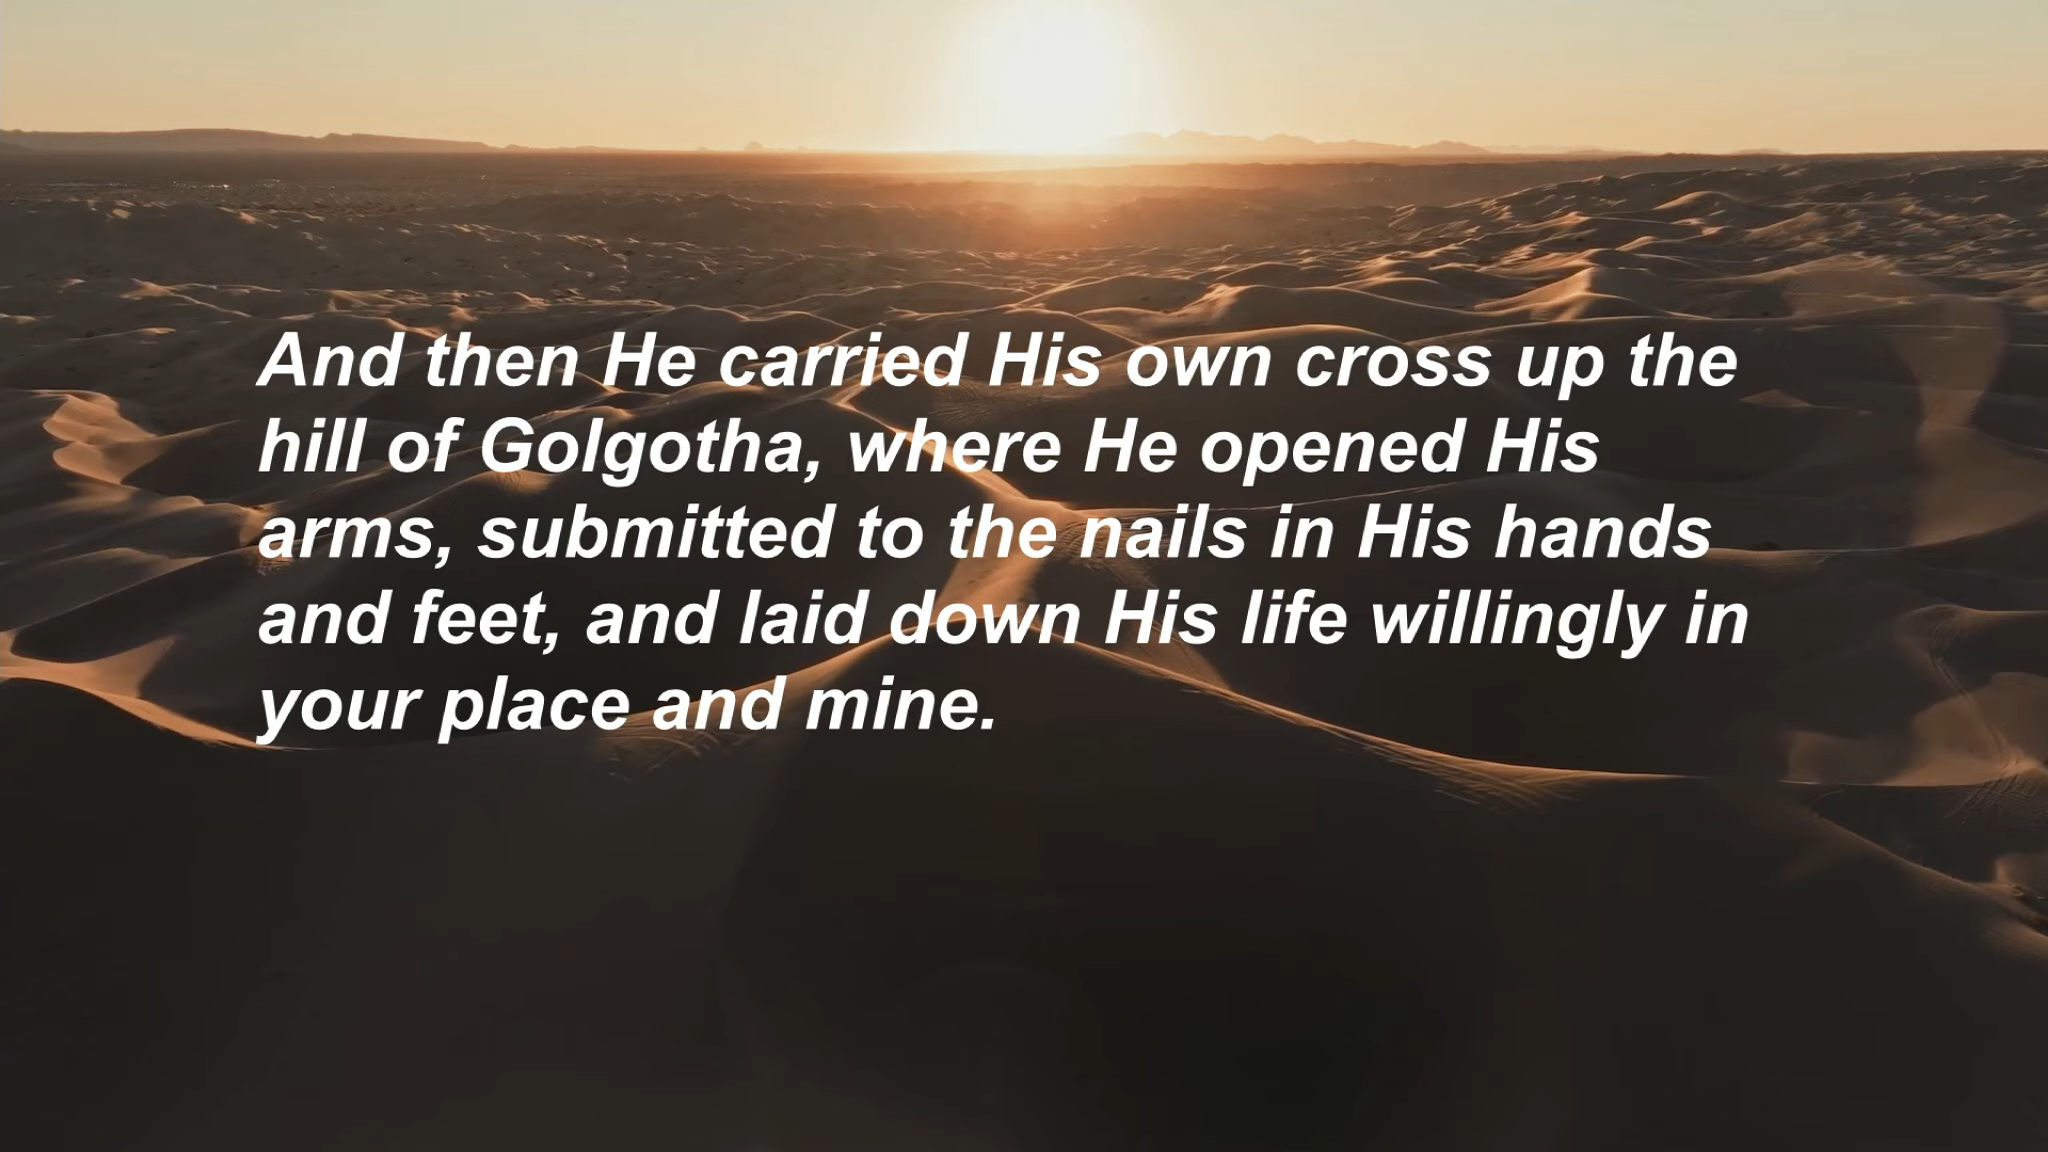 And then He carried His own cross up the
hill of Golgotha, where He opened His
arms, submitted to the nails in His hands
and feet, and laid down His life willingly in
your place and mine.